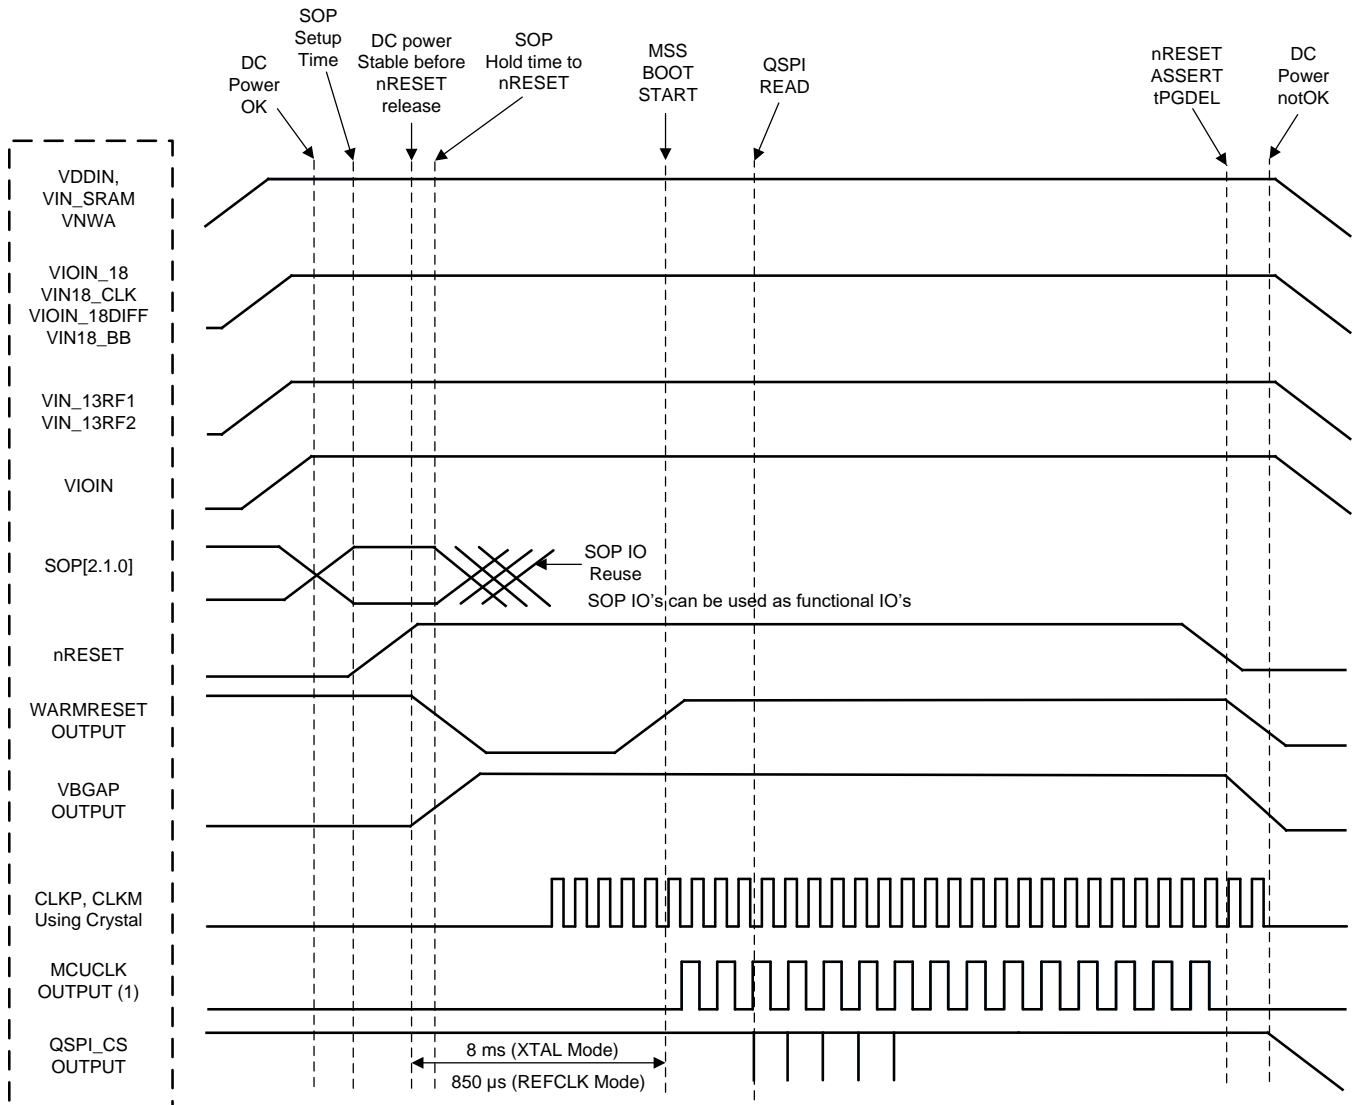 SOP
Setup
Time
DC
Power
OK
DC power
Stable before
nRESET
release
SOP
Hold time to
nRESET
MSS
BOOT
START
QSPI
READ
nRESET
ASSERT
tPGDEL
DC
Power
notOK
VDDIN,
VIN_SRAM
VNWA
VIOIN_18
VIN18_CLK
VIOIN_18DIFF
VIN18_BB
VIN_13RF1
VIN_13RF2
VIOIN
SOP[2.1.0]
SOP IO
Reuse
SOP IO's can be used as functional IO's
nRESET
WARMRESET
OUTPUT
VBGAP
OUTPUT
CLKP, CLKM
Using Crystal
MCUCLK
OUTPUT (1)
QSPI_CS
OUTPUT
8 ms (XTAL Mode)
850 µs (REFCLK Mode)